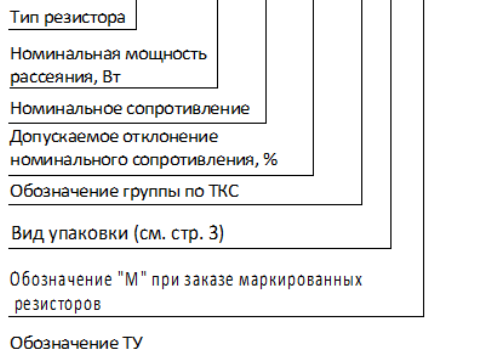 Тип резистора
Номинальная мощность
рассеяния, Вт
Номинальное сопротивление
Допускаемое отклонение
номинального сопротивления, %
Обозначение группы по ТКС
Вид упаковки (см. стр. 3)
Обозначение "М" при заказе маркированных
резисторов
Обозначение ТУ